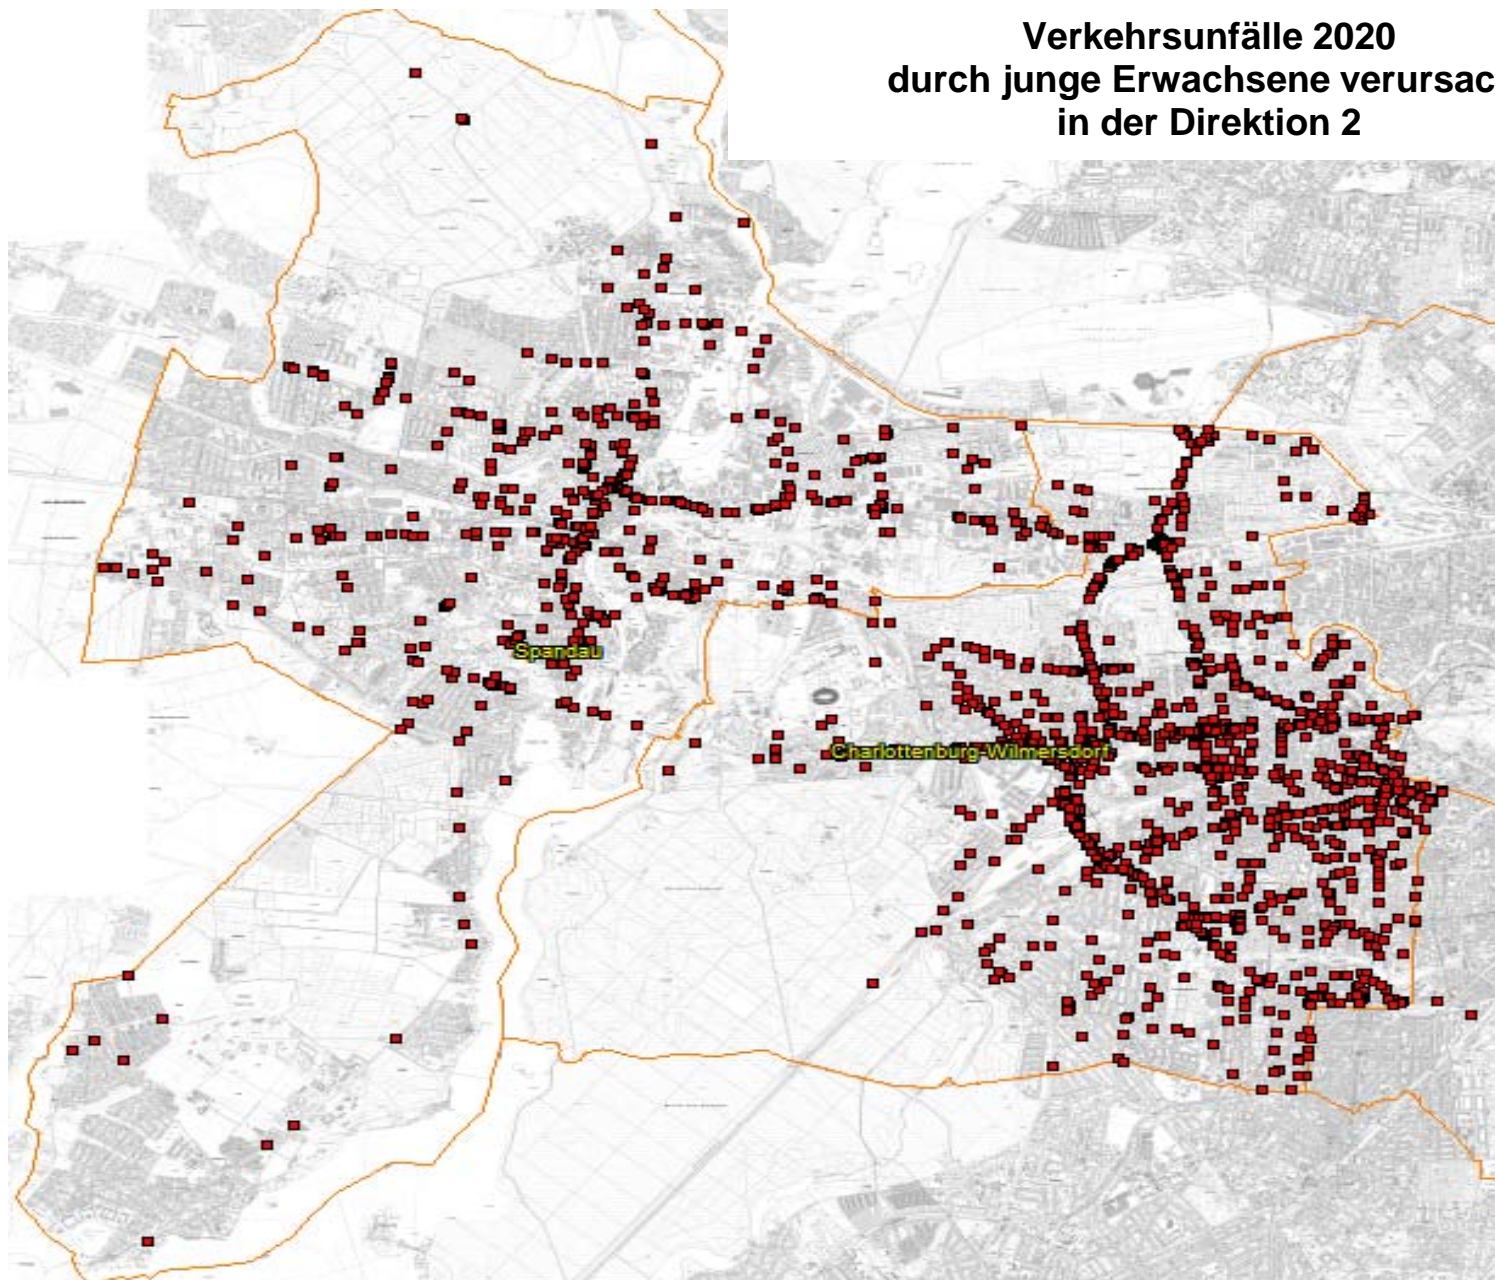 Verkehrsunfälle 2020
durch junge Erwachsene verursac
in der Direktion 2
Spandau
Charlottenburg-Wilmersdorf